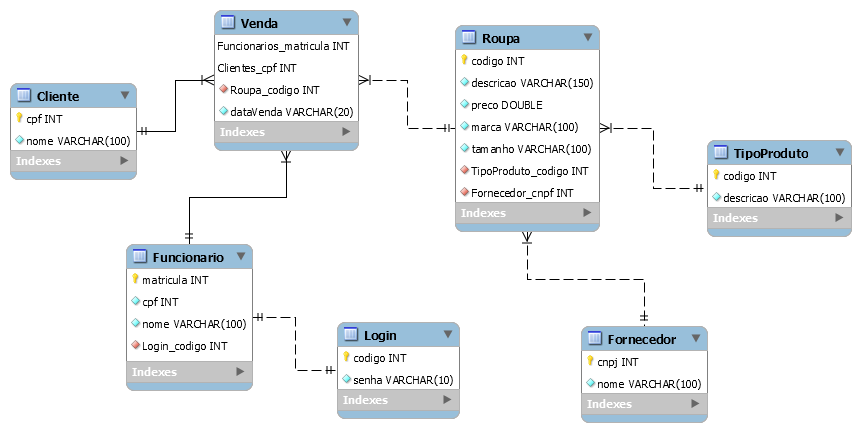 Venda
Funcionarios_matricula INT
Clientes_cpf INT
Roupa_codigo INT
dataVenda VARCHAR(20)
Indexes
Roupa
codigo INT
descricao VARCHAR(150)
preco DOUBLE
marca VARCHAR(100)
tamanho VARCHAR(100)
TipoProduto_codigo INT
Fornecedor_cnpj INT
Indexes
Cliente
cpf INT
nome VARCHAR(100)
Indexes
TipoProduto
codigo INT
descricao VARCHAR(100)
Indexes
Funcionario
matricula INT
cpf INT
nome VARCHAR(100)
Login_codigo INT
Indexes
Login
codigo INT
senha VARCHAR(10)
Indexes
Fornecedor
cnpj INT
nome VARCHAR(100)
Indexes